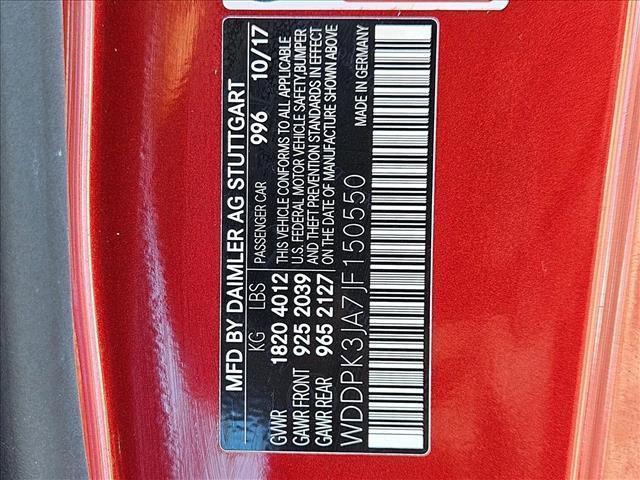 MFD BY DAIMLER AG STUTTGART
KG LBS PASSENGER CAR 996 10/17
GVWR 1820 4012 THIS VEHICLE CONFORMS TO ALL APPLICABLE
GAWR FRONT 925 2039 U.S. FEDERAL MOTOR VEHICLE SAFETY,BUMPER
GAWR REAR 965 2127 AND THEFT PREVENTION STANDARDS IN EFFECT
ON THE DATE OF MANUFACTURE SHOWN ABOVE
WDDPK3JA7JF150550 MADE IN GERMANY